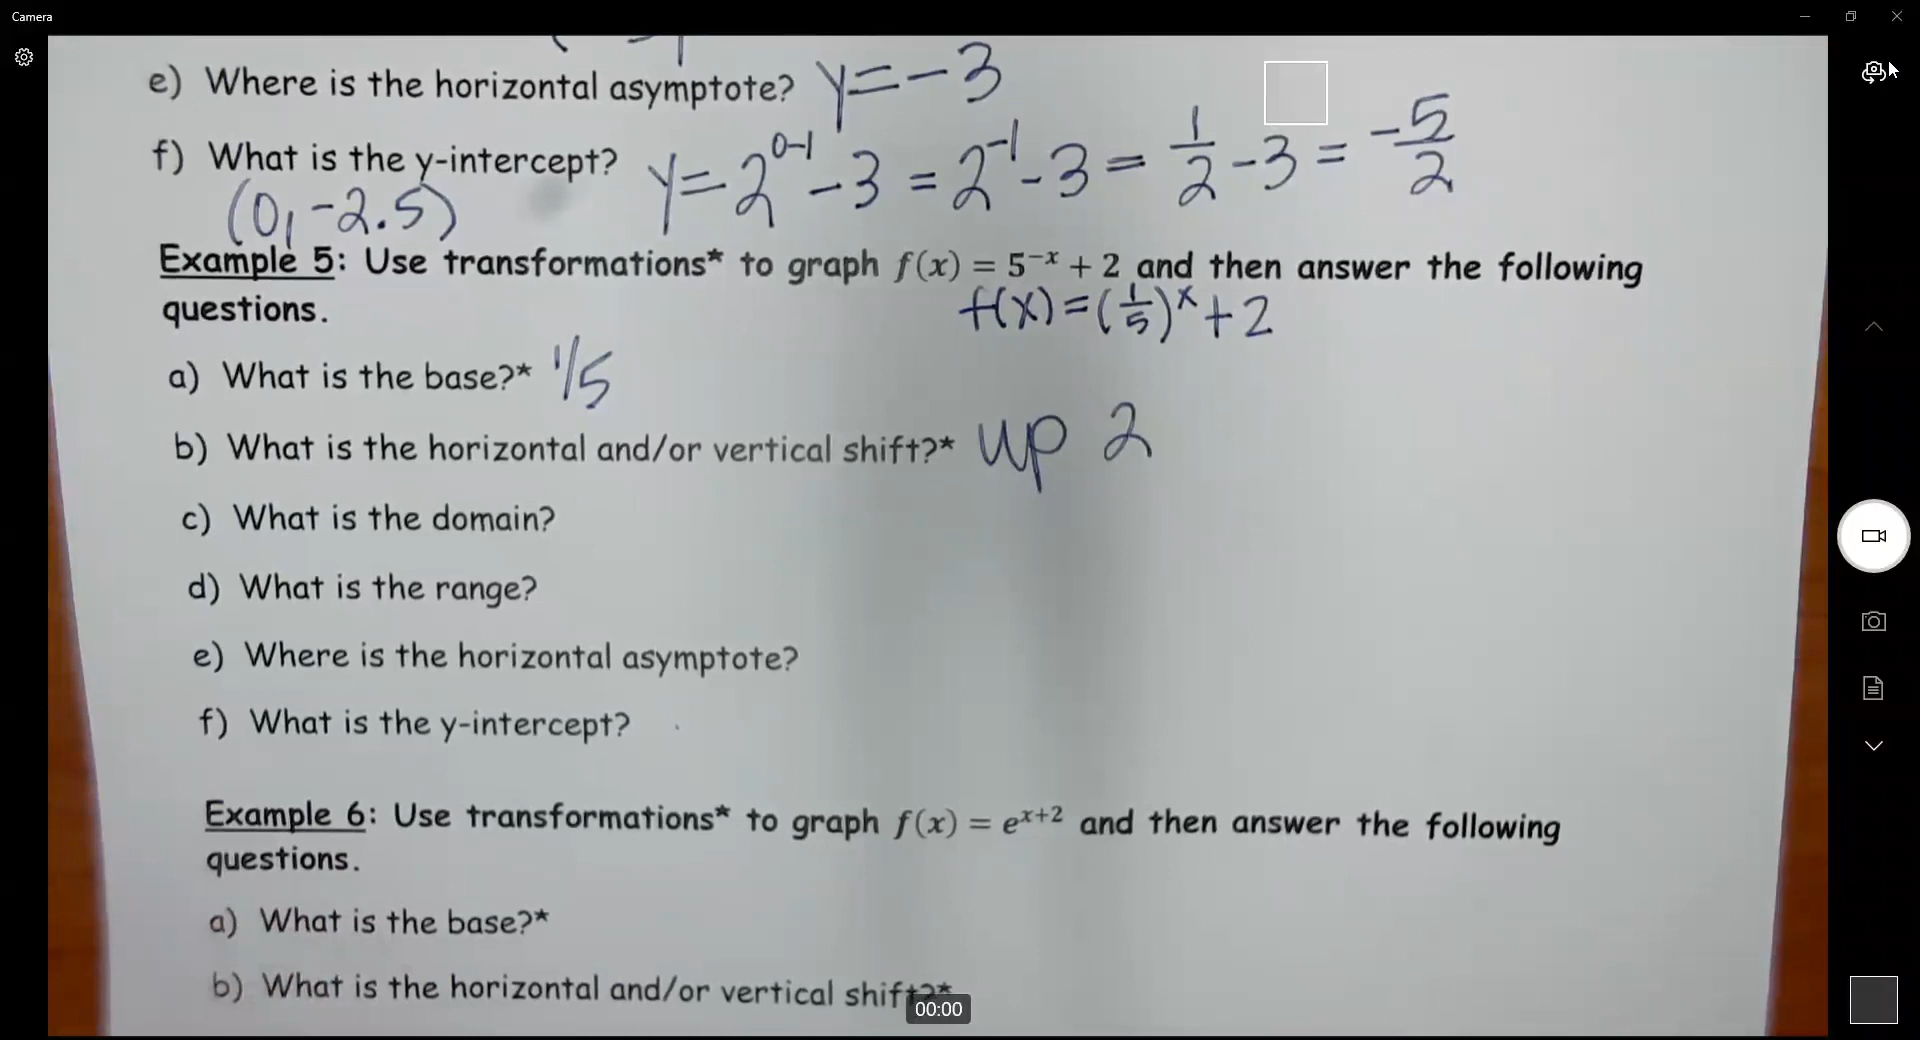 Camera
e) Where is the horizontal asymptote? y=-3
f) What is the y-intercept? y=2^{0-1}-3=2^{-1}-3=\frac{1}{2}-3=\frac{-5}{2}
(0,-2.5)
Example 5: Use transformations* to graph f(x) = 5^{-x} + 2 and then answer the following
questions. f(x)=(\frac{1}{5})^x+2
a) What is the base?* 1/5
b) What is the horizontal and/or vertical shift?* up 2
c) What is the domain?
d) What is the range?
e) Where is the horizontal asymptote?
f) What is the y-intercept?
Example 6: Use transformations* to graph f(x) = e^{x+2} and then answer the following
questions.
a) What is the base?*
b) What is the horizontal and/or vertical shift?*
00:00